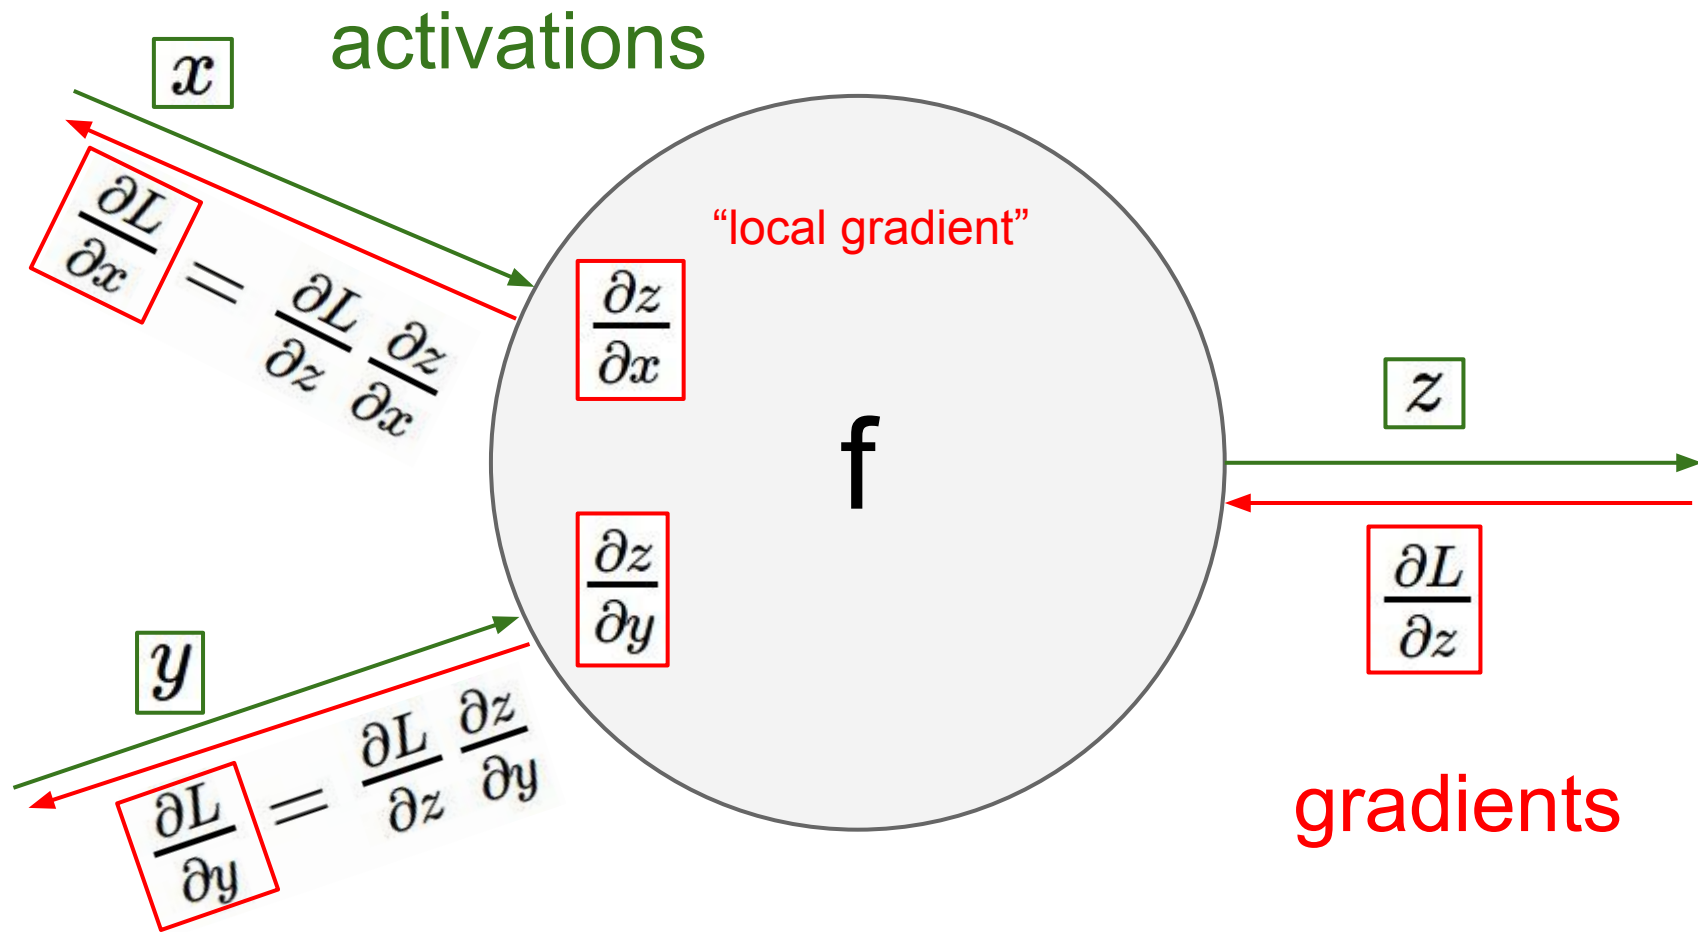 activations
x
∂L/∂x = ∂L/∂z ∂z/∂x
“local gradient”
∂z/∂x
f
z
∂z/∂y
∂L/∂z
y
∂L/∂y = ∂L/∂z ∂z/∂y
gradients